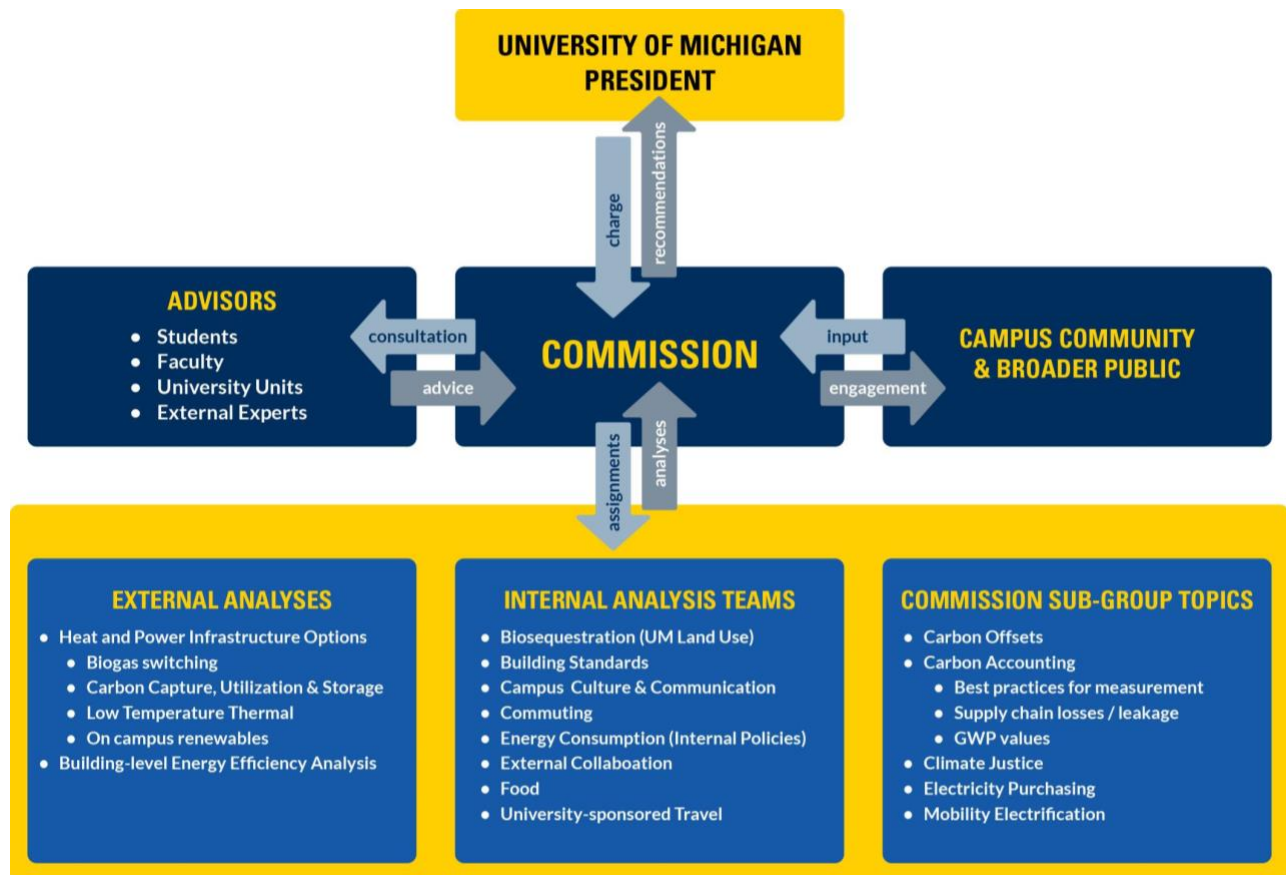 UNIVERSITY OF MICHIGAN
PRESIDENT
charge
recommendations
ADVISORS
• Students
• Faculty
• University Units
• External Experts
consultation
advice
COMMISSION
input
engagement
CAMPUS COMMUNITY
& BROADER PUBLIC
assignments
analyses
EXTERNAL ANALYSES
• Heat and Power Infrastructure Options
• Biogas switching
• Carbon Capture, Utilization & Storage
• Low Temperature Thermal
• On campus renewables
• Building-level Energy Efficiency Analysis
INTERNAL ANALYSIS TEAMS
• Biosequestration (UM Land Use)
• Building Standards
• Campus Culture & Communication
• Commuting
• Energy Consumption (Internal Policies)
• External Collaboation
• Food
• University-sponsored Travel
COMMISSION SUB-GROUP TOPICS
• Carbon Offsets
• Carbon Accounting
• Best practices for measurement
• Supply chain losses / leakage
• GWP values
• Climate Justice
• Electricity Purchasing
• Mobility Electrification